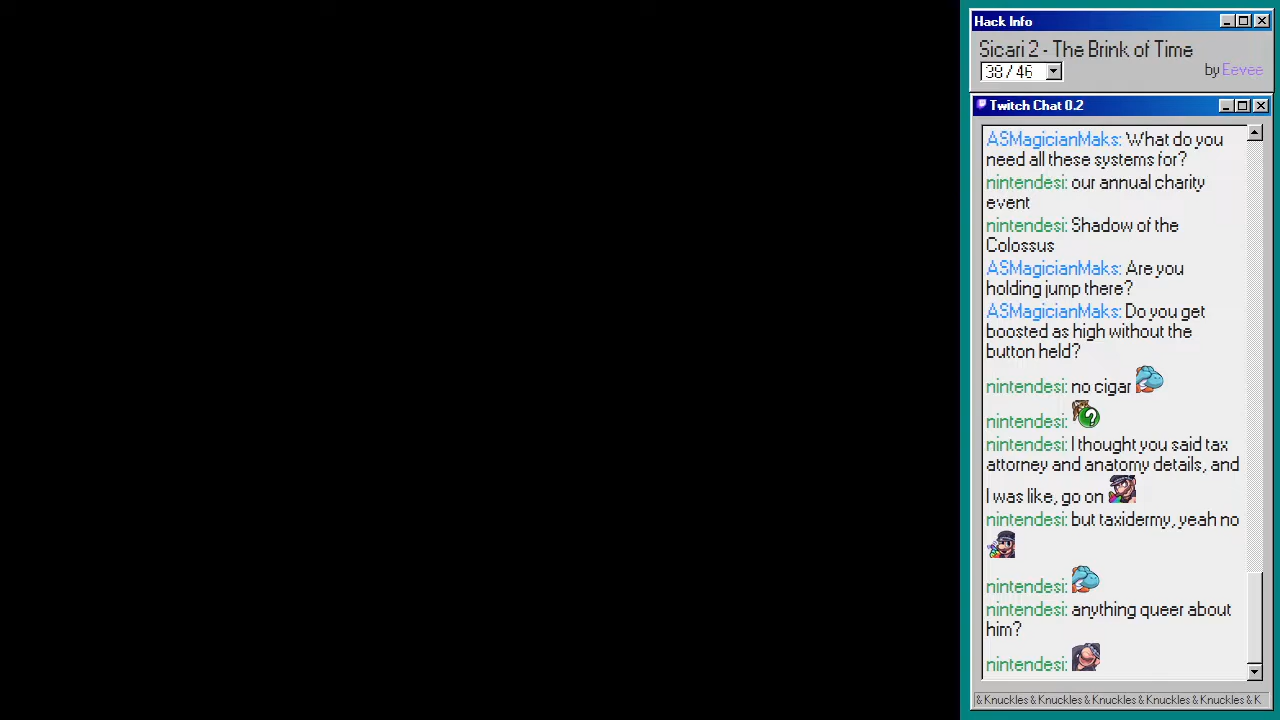 Hack Info
Sicari 2 - The Brink of Time
38 / 46
by Eevee
Twitch Chat 0.2
ASMagicianMaks: What do you
need all these systems for?
nintendesi: our annual charity
event
nintendesi: Shadow of the
Colossus
ASMagicianMaks: Are you
holding jump there?
ASMagicianMaks: Do you get
boosted as high without the
button held?
nintendesi: no cigar
nintendesi:
nintendesi: I thought you said tax
attorney and anatomy details, and
I was like, go on
nintendesi: but taxidermy, yeah no
nintendesi:
nintendesi: anything queer about
him?
nintendesi:
& Knuckles & Knuckles & Knuckles & Knuckles & Knuckles & K